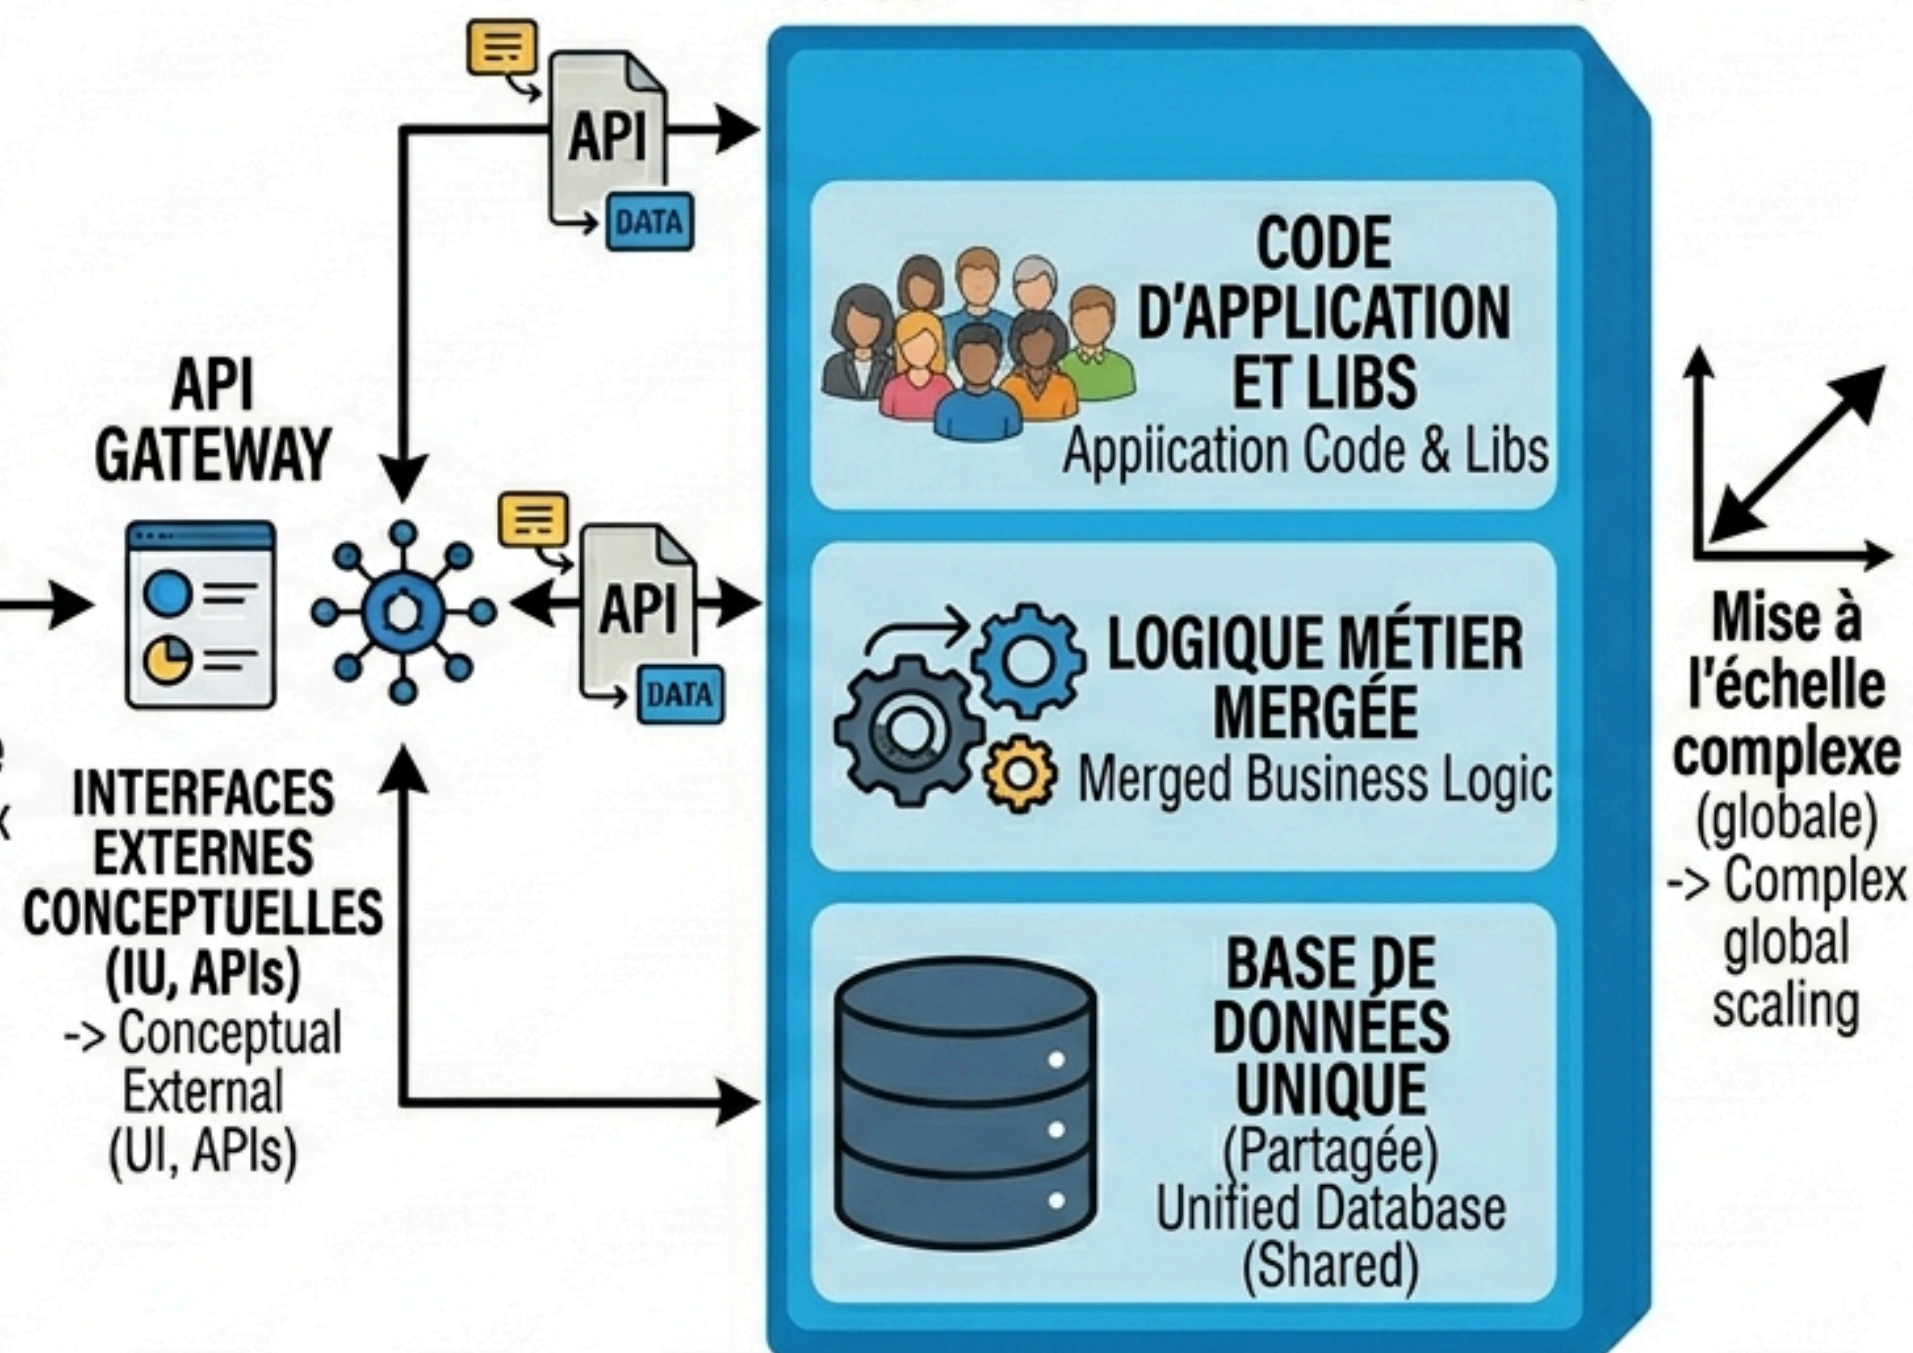 API
DATA
API
GATEWAY
API
DATA
INTERFACES
EXTERNES
CONCEPTUELLES
(IU, APIs)
-> Conceptual
External
(UI, APIs)
CODE
D'APPLICATION
ET LIBS
Appiication Code & Libs
LOGIQUE MÉTIER
MERGÉE
Merged Business Logic
BASE DE
DONNÉES
UNIQUE
(Partagée)
Unified Database
(Shared)
Mise à
l'échelle
complexe
(globale)
-> Complex
global
scaling